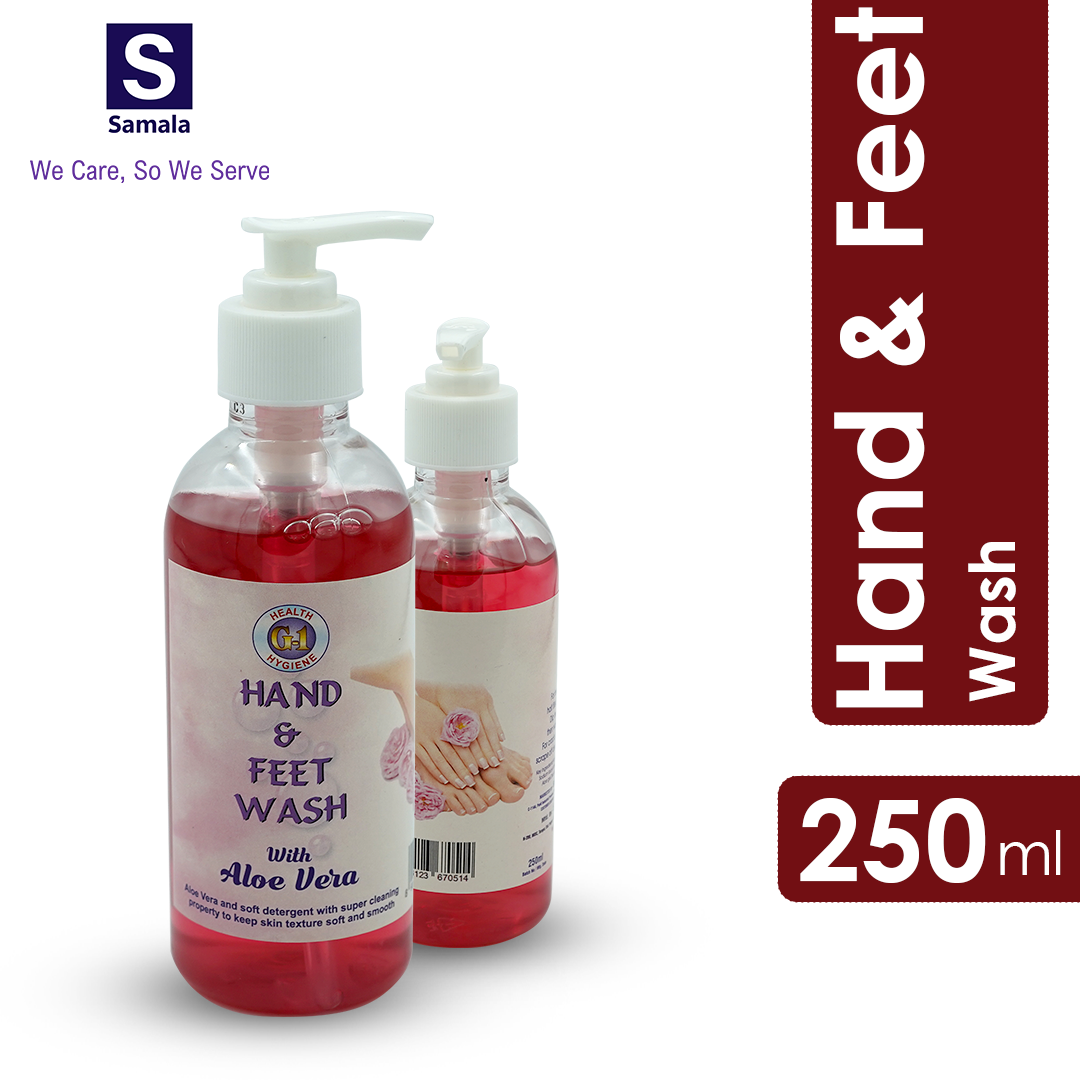 S
Samala
We Care, So We Serve
Hand & Feet
Wash
250 ml
C3
HEALTH
G-1
HYGIENE
HAND
&
FEET
WASH
With
Aloe Vera
Aloe Vera and soft detergent with super cleaning
property to keep skin texture soft and smooth
123 670514
250ml